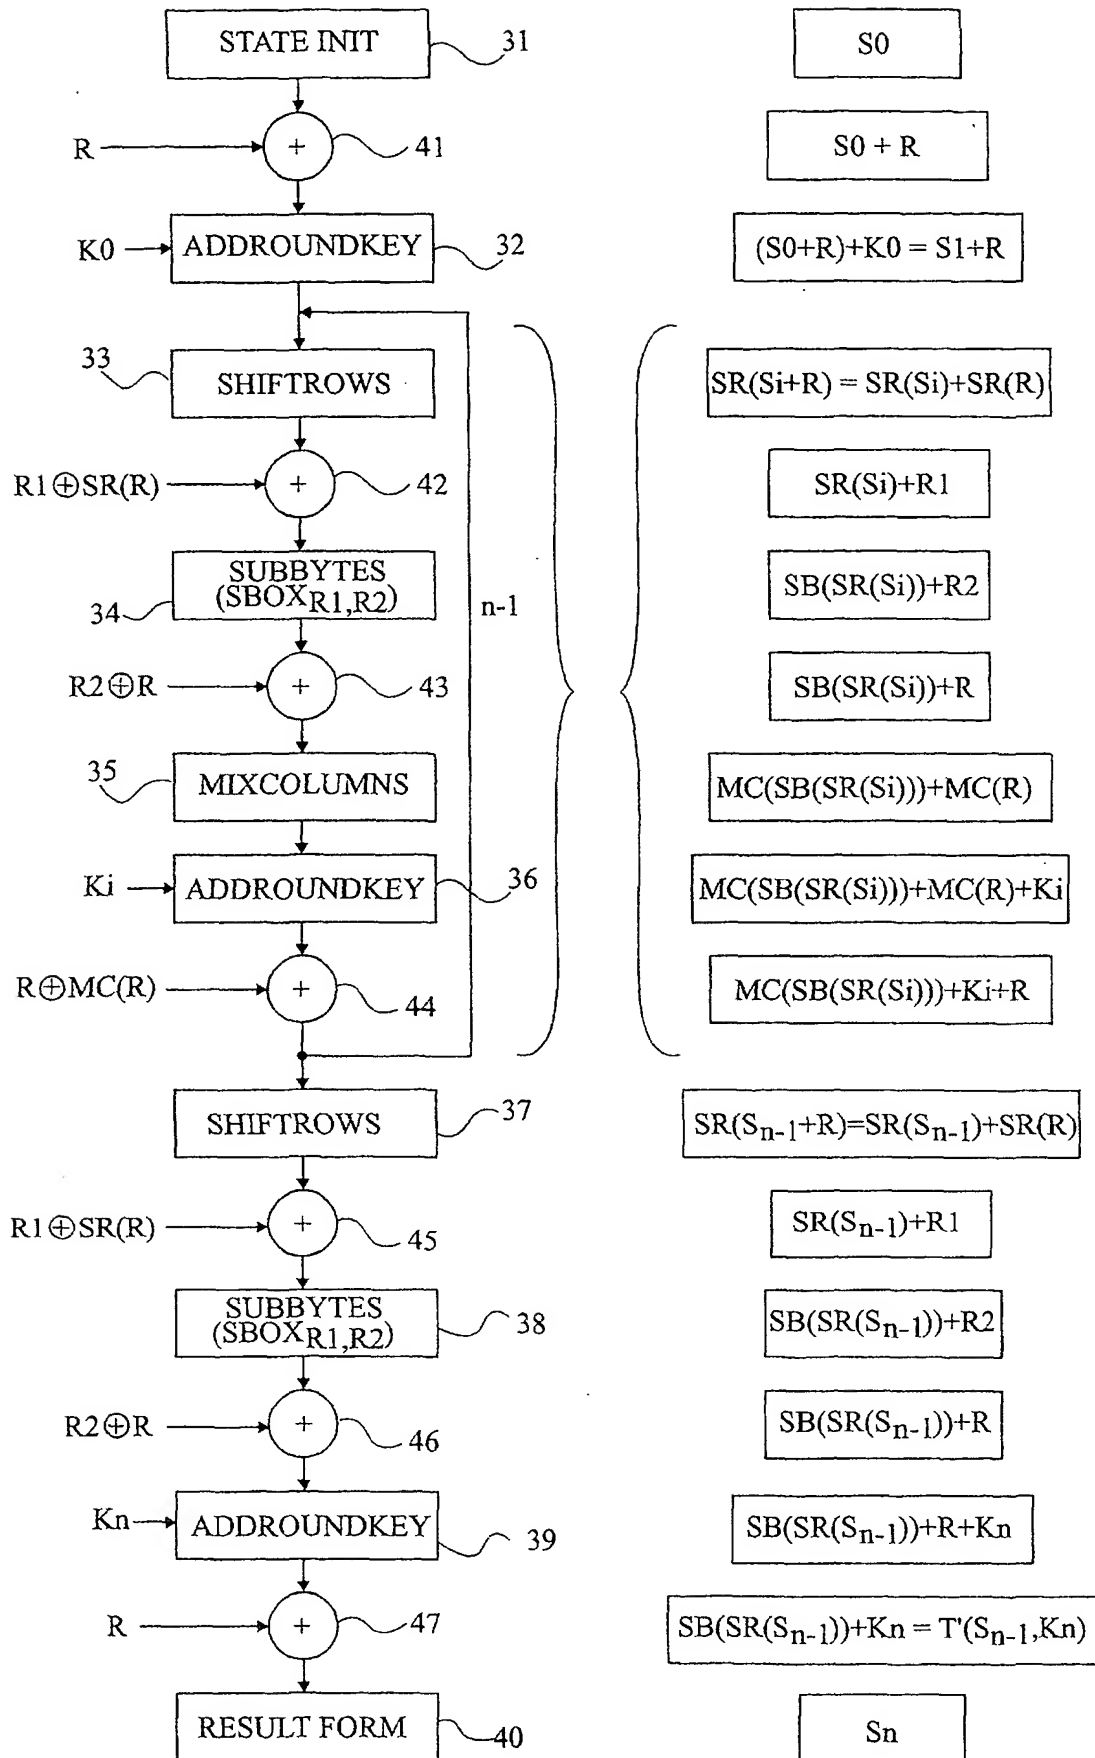 STATE INIT
31
S0
R
+
41
S0 + R
K0
ADDROUNDKEY
32
(S0+R)+K0 = S1+R
33
SHIFTROWS
SR(Si+R) = SR(Si)+SR(R)
R1⊕SR(R)
+
42
SR(Si)+R1
SUBBYTES
(SBOXR1,R2)
34
n-1
SB(SR(Si))+R2
R2⊕R
+
43
SB(SR(Si))+R
35
MIXCOLUMNS
MC(SB(SR(Si)))+MC(R)
Ki
ADDROUNDKEY
36
MC(SB(SR(Si)))+MC(R)+Ki
R⊕MC(R)
+
44
MC(SB(SR(Si)))+Ki+R
SHIFTROWS
37
SR(Sn-1+R)=SR(Sn-1)+SR(R)
R1⊕SR(R)
+
45
SR(Sn-1)+R1
SUBBYTES
(SBOXR1,R2)
38
SB(SR(Sn-1))+R2
R2⊕R
+
46
SB(SR(Sn-1))+R
Kn
ADDROUNDKEY
39
SB(SR(Sn-1))+R+Kn
R
+
47
SB(SR(Sn-1))+Kn = T'(Sn-1,Kn)
RESULT FORM
40
Sn